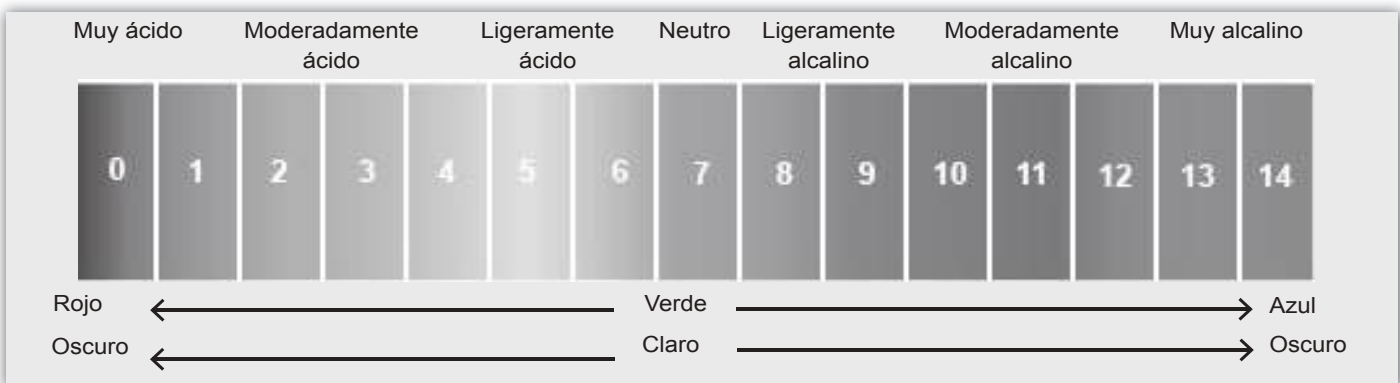 Muy ácido Moderadamente Ligeramente Neutro Ligeramente Moderadamente Muy alcalino
ácido ácido alcalino alcalino
0 1 2 3 4 5 6 7 8 9 10 11 12 13 14
Rojo Verde Azul
Oscuro Claro Oscuro